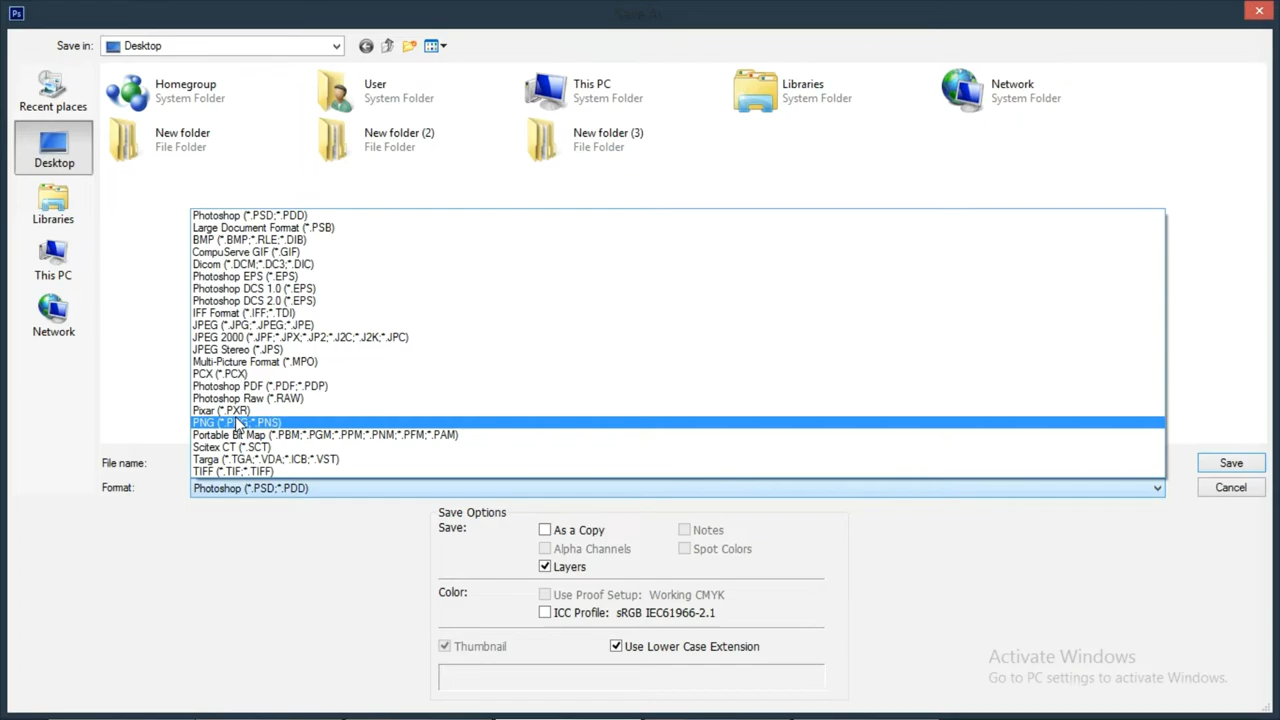 Ps
Save As
Save in: Desktop
Recent places
Desktop
Libraries
This PC
Network
Homegroup
System Folder
User
System Folder
This PC
System Folder
Libraries
System Folder
Network
System Folder
New folder
File Folder
New folder (2)
File Folder
New folder (3)
File Folder
Photoshop (*.PSD;*.PDD)
Large Document Format (*.PSB)
BMP (*.BMP;*.RLE;*.DIB)
CompuServe GIF (*.GIF)
Dicom (*.DCM;*.DC3;*.DIC)
Photoshop EPS (*.EPS)
Photoshop DCS 1.0 (*.EPS)
Photoshop DCS 2.0 (*.EPS)
IFF Format (*.IFF;*.TDI)
JPEG (*.JPG;*.JPEG;*.JPE)
JPEG 2000 (*.JPF;*.JPX;*.JP2;*.J2C;*.J2K;*.JPC)
JPEG Stereo (*.JPS)
Multi-Picture Format (*.MPO)
PCX (*.PCX)
Photoshop PDF (*.PDF;*.PDP)
Photoshop Raw (*.RAW)
Pixar (*.PXR)
PNG (*.PNG;*.PNS)
Portable Bit Map (*.PBM;*.PGM;*.PPM;*.PNM;*.PFM;*.PAM)
Scitex CT (*.SCT)
Targa (*.TGA;*.VDA;*.ICB;*.VST)
TIFF (*.TIF;*.TIFF)
File name:
Save
Format: Photoshop (*.PSD;*.PDD)
Cancel
Save Options
Save:
As a Copy
Notes
Alpha Channels
Spot Colors
Layers
Color:
Use Proof Setup: Working CMYK
ICC Profile: sRGB IEC61966-2.1
Thumbnail
Use Lower Case Extension
Activate Windows
Go to PC settings to activate Windows.